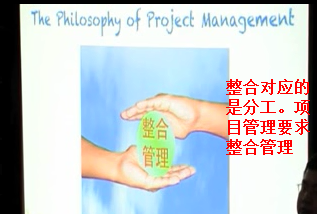 The Philosophy of Project Management
整合
管理
整合对应的
是分工。项
目管理要求
整合管理